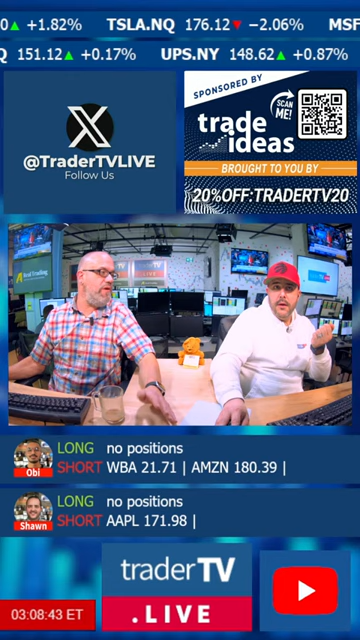 0▲ +1.82% TSLA.NQ 176.12▼ −2.06% MSF
Q 151.12▲ +0.17% UPS.NY 148.62▲ +0.87%
X
@TraderTVLIVE
Follow Us
SPONSORED BY
SCAN
ME!
trade
ideas
BROUGHT TO YOU BY
20%OFF:TRADERTV20
Real Trading
TV
LONG no positions
SHORT WBA 21.71 | AMZN 180.39 |
Obi
LONG no positions
SHORT AAPL 171.98 |
Shawn
03:08:43 ET
traderTV
.LIVE